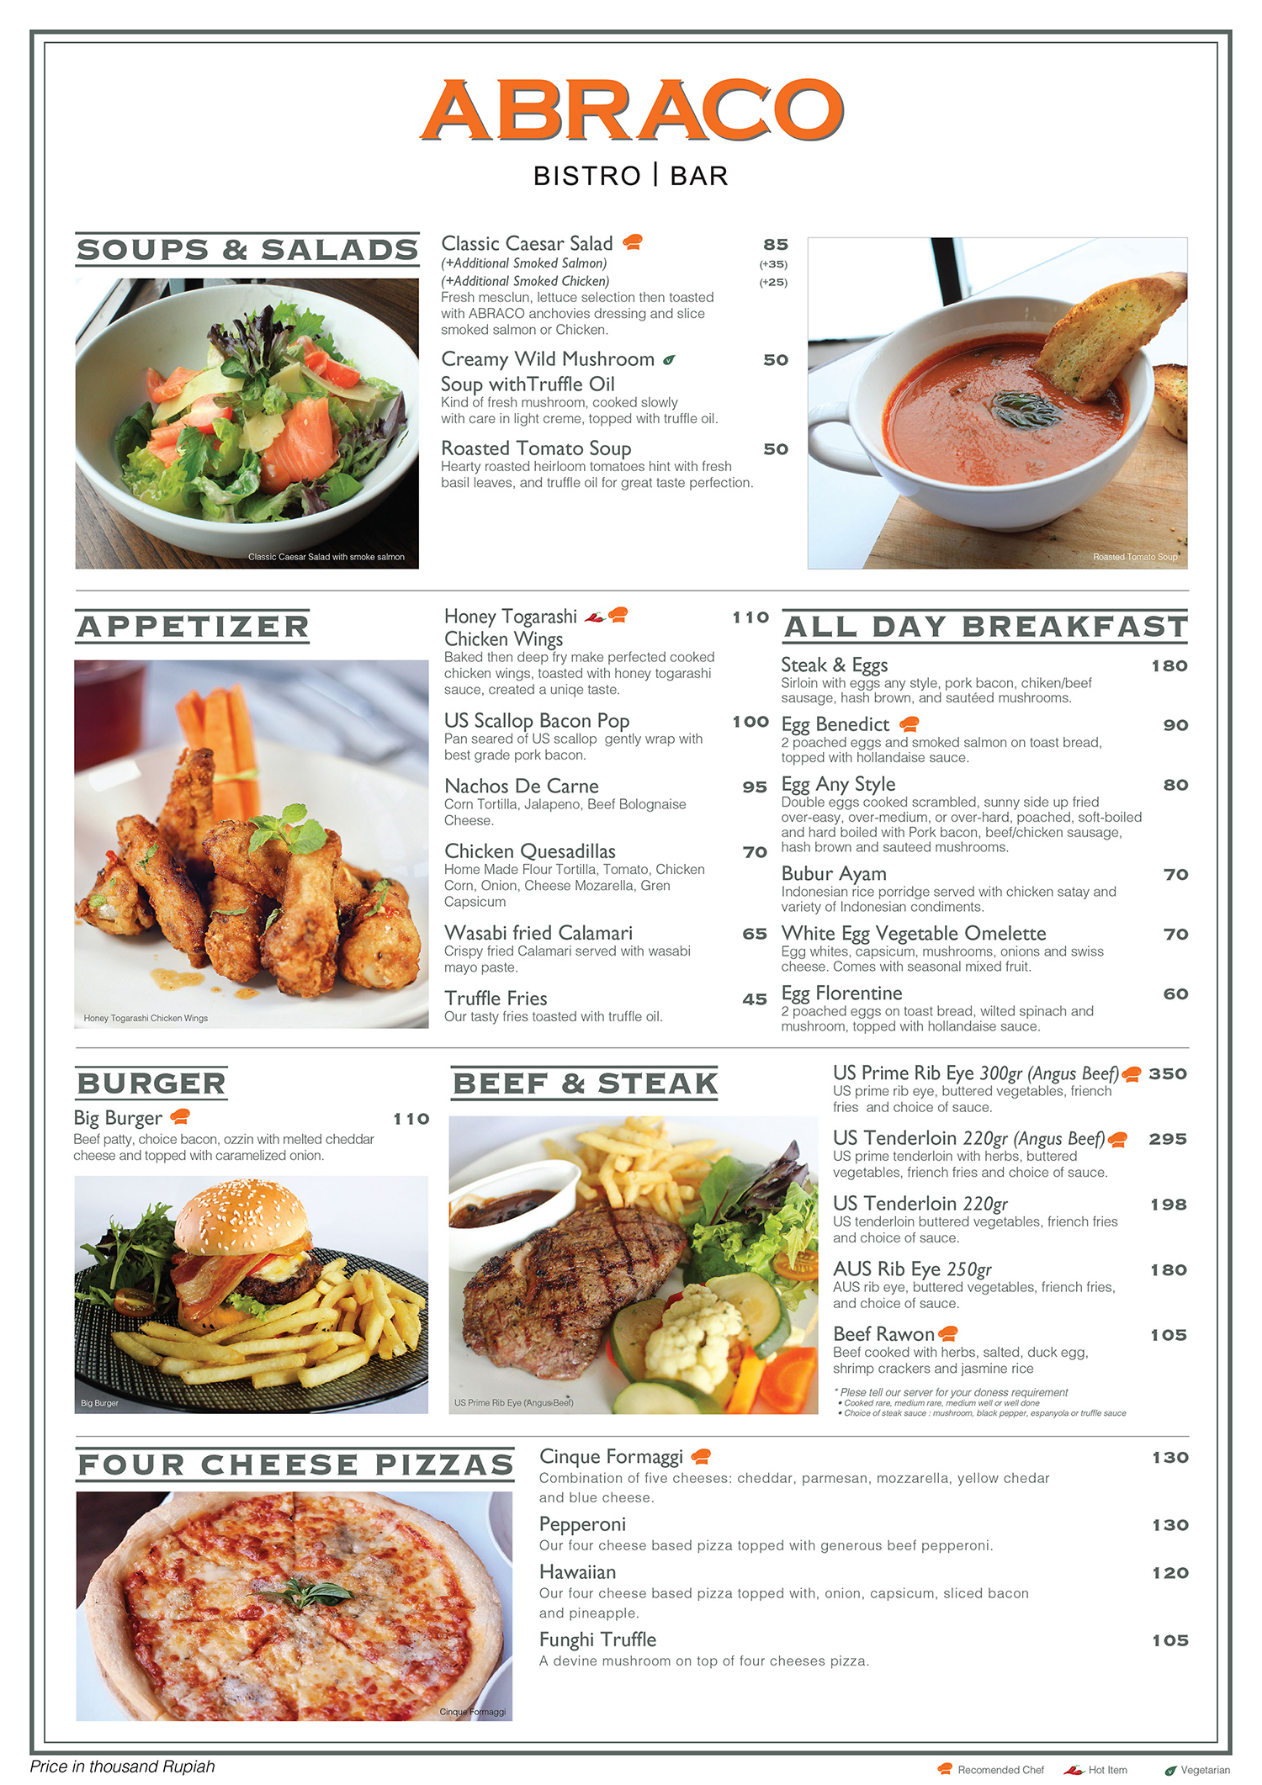 ABRACO
BISTRO | BAR
SOUPS & SALADS
Classic Caesar Salad 85
(+Additional Smoked Salmon) (+35)
(+Additional Smoked Chicken) (+25)
Fresh mesclun, lettuce selection then toasted
with ABRACO anchovies dressing and slice
smoked salmon or Chicken.
Creamy Wild Mushroom 50
Soup withTruffle Oil
Kind of fresh mushroom, cooked slowly
with care in light creme, topped with truffle oil.
Roasted Tomato Soup 50
Hearty roasted heirloom tomatoes hint with fresh
basil leaves, and truffle oil for great taste perfection.
Classic Caesar Salad with smoke salmon
Roasted Tomato Soup
APPETIZER
Honey Togarashi 110
Chicken Wings
Baked then deep fry make perfected cooked
chicken wings, toasted with honey togarashi
sauce, created a uniqe taste.
US Scallop Bacon Pop 100
Pan seared of US scallop gently wrap with
best grade pork bacon.
Nachos De Carne 95
Corn Tortilla, Jalapeno, Beef Bolognaise
Cheese.
Chicken Quesadillas 70
Home Made Flour Tortilla, Tomato, Chicken
Corn, Onion, Cheese Mozarella, Gren
Capsicum
Wasabi fried Calamari 65
Crispy fried Calamari served with wasabi
mayo paste.
Truffle Fries 45
Our tasty fries toasted with truffle oil.
Honey Togarashi Chicken Wings
ALL DAY BREAKFAST
Steak & Eggs 180
Sirloin with eggs any style, pork bacon, chiken/beef
sausage, hash brown, and sautéed mushrooms.
Egg Benedict 90
2 poached eggs and smoked salmon on toast bread,
topped with hollandaise sauce.
Egg Any Style 80
Double eggs cooked scrambled, sunny side up fried
over-easy, over-medium, or over-hard, poached, soft-boiled
and hard boiled with Pork bacon, beef/chicken sausage,
hash brown and sauteed mushrooms.
Bubur Ayam 70
Indonesian rice porridge served with chicken satay and
variety of Indonesian condiments.
White Egg Vegetable Omelette 70
Egg whites, capsicum, mushrooms, onions and swiss
cheese. Comes with seasonal mixed fruit.
Egg Florentine 60
2 poached eggs on toast bread, wilted spinach and
mushroom, topped with hollandaise sauce.
BURGER
Big Burger 110
Beef patty, choice bacon, ozzin with melted cheddar
cheese and topped with caramelized onion.
Big Burger
BEEF & STEAK
US Prime Rib Eye (AngusBeef)
US Prime Rib Eye 300gr (Angus Beef) 350
US prime rib eye, buttered vegetables, friench
fries and choice of sauce.
US Tenderloin 220gr (Angus Beef) 295
US prime tenderloin with herbs, buttered
vegetables, friench fries and choice of sauce.
US Tenderloin 220gr 198
US tenderloin buttered vegetables, friench fries
and choice of sauce.
AUS Rib Eye 250gr 180
AUS rib eye, buttered vegetables, friench fries,
and choice of sauce.
Beef Rawon 105
Beef cooked with herbs, salted, duck egg,
shrimp crackers and jasmine rice
* Plese tell our server for your doness requirement
• Cooked rare, medium rare, medium well or well done
• Choice of steak sauce : mushroom, black pepper, espanyola or truffle sauce
FOUR CHEESE PIZZAS
Cinque Formaggi 130
Combination of five cheeses: cheddar, parmesan, mozzarella, yellow chedar
and blue cheese.
Pepperoni 130
Our four cheese based pizza topped with generous beef pepperoni.
Hawaiian 120
Our four cheese based pizza topped with, onion, capsicum, sliced bacon
and pineapple.
Funghi Truffle 105
A devine mushroom on top of four cheeses pizza.
Cinque Formaggi
Price in thousand Rupiah
Recomended Chef Hot Item Vegetarian